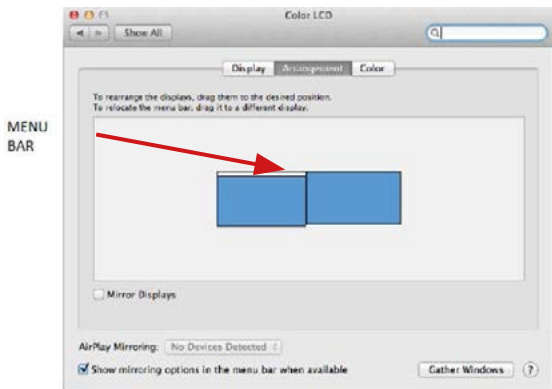 Color LCD
Show All
Display Arrangement Color
To rearrange the displays, drag them to the desired position.
To relocate the menu bar, drag it to a different display.
MENU
BAR
Mirror Displays
AirPlay Mirroring: No Devices Detected
Show mirroring options in the menu bar when available
Gather Windows ?